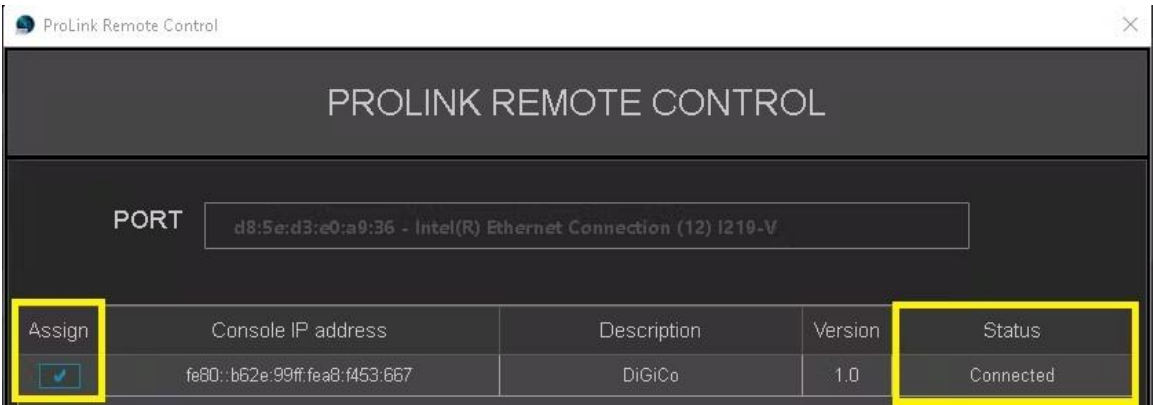 ProLink Remote Control
PROLINK REMOTE CONTROL
PORT d8:5e:d3:e0:a9:36 - Intel(R) Ethernet Connection (12) I219-V
Assign Console IP address Description Version Status
fe80::b62e:99ff:fea8:f453:667 DiGiCo 1.0 Connected